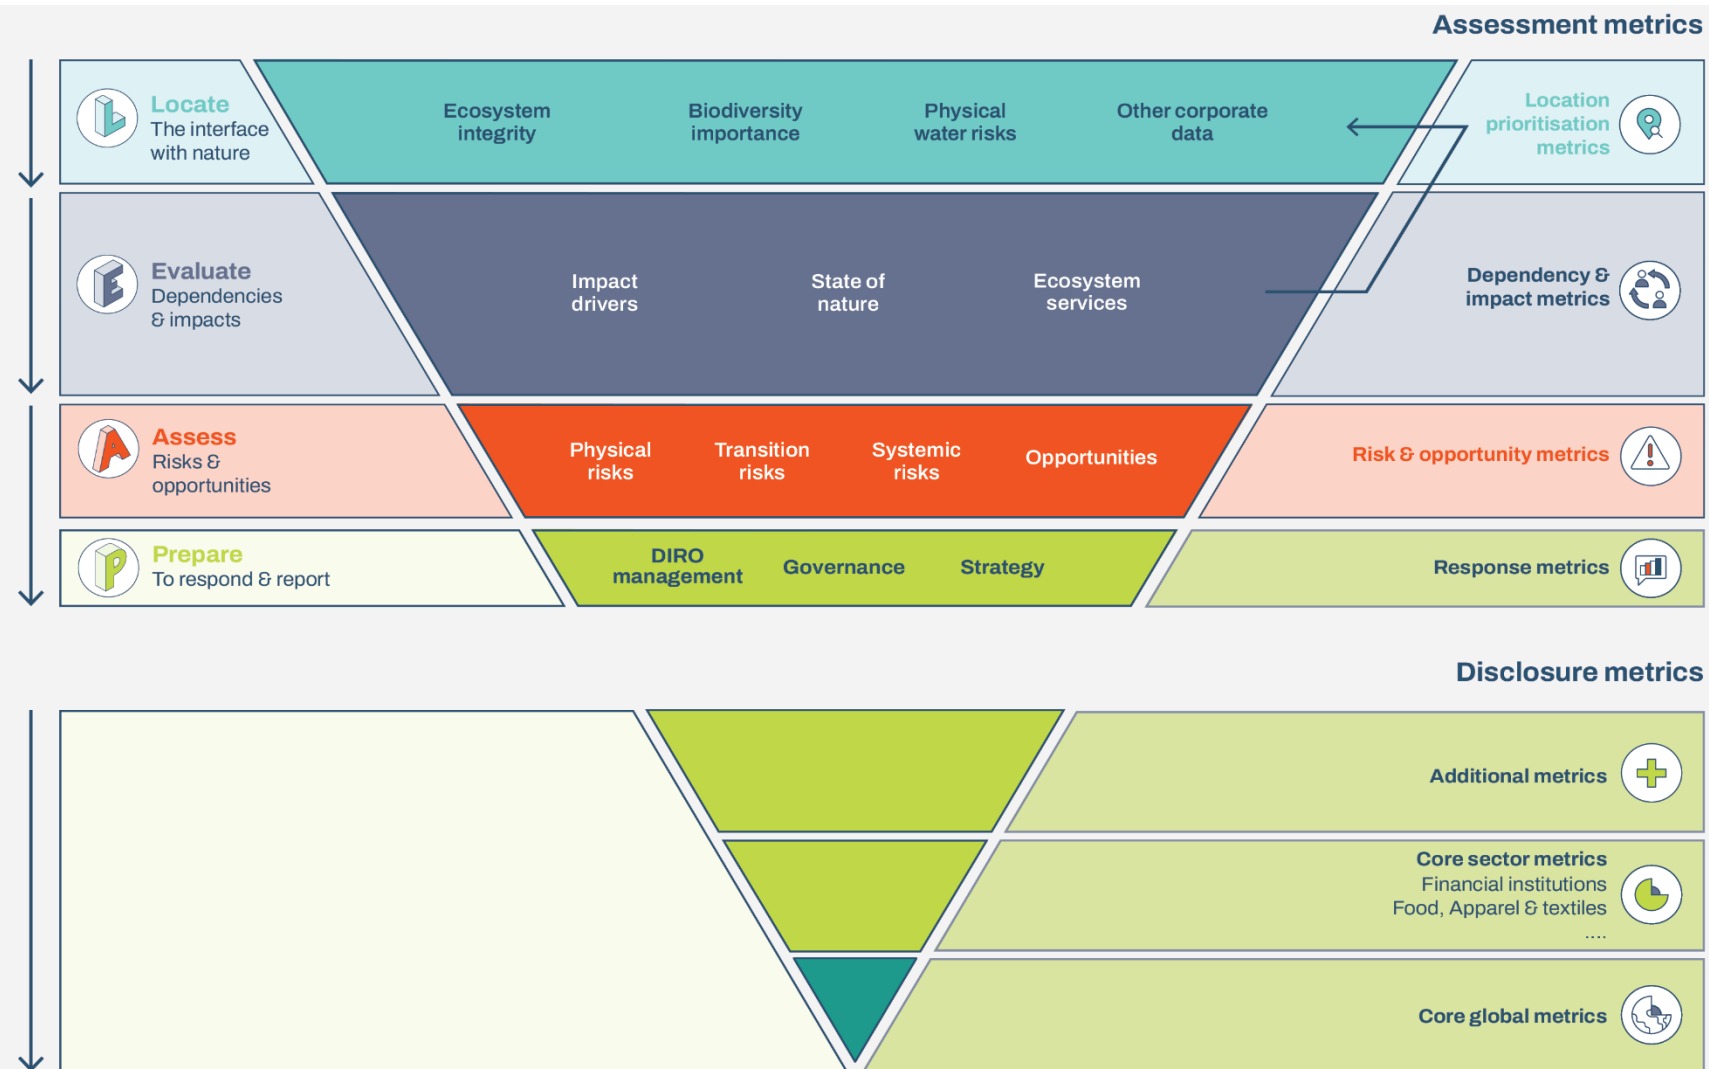 Assessment metrics
L
Locate
The interface
with nature
Ecosystem
integrity
Biodiversity
importance
Physical
water risks
Other corporate
data
Location
prioritisation
metrics
E
Evaluate
Dependencies
& impacts
Impact
drivers
State of
nature
Ecosystem
services
Dependency &
impact metrics
A
Assess
Risks &
opportunities
Physical
risks
Transition
risks
Systemic
risks
Opportunities
Risk & opportunity metrics
P
Prepare
To respond & report
DIRO
management
Governance
Strategy
Response metrics
Disclosure metrics
Additional metrics
Core sector metrics
Financial institutions
Food, Apparel & textiles
....
Core global metrics